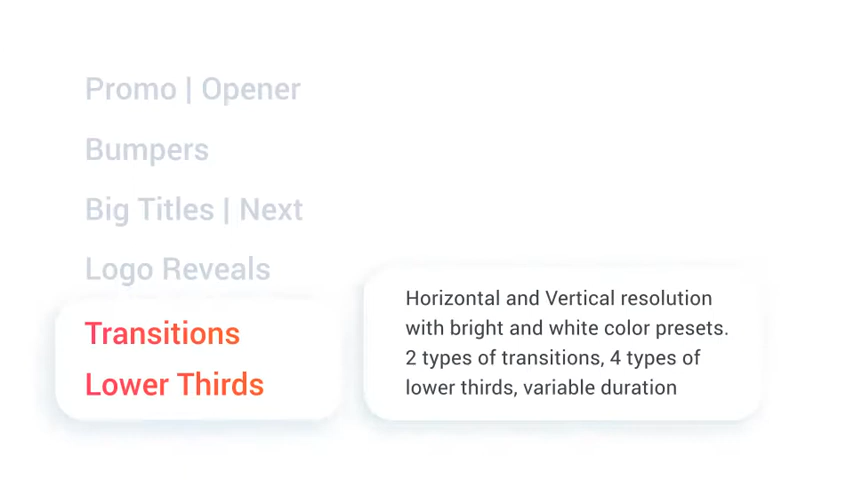 Promo | Opener
Bumpers
Big Titles | Next
Logo Reveals
Transitions
Lower Thirds
Horizontal and Vertical resolution
with bright and white color presets.
2 types of transitions, 4 types of
lower thirds, variable duration